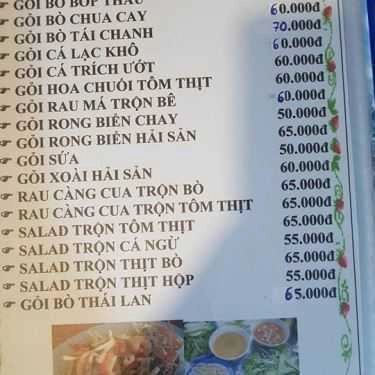 GỎI BÒ BÓP THẤU
GỎI BÒ CHUA CAY 60.000đ
GỎI BÒ TÁI CHANH 70.000đ
GỎI CÁ LẠC KHÔ 60.000đ
GỎI CÁ TRÍCH ƯỚT 60.000đ
GỎI HOA CHUỐI TÔM THỊT 60.000đ
GỎI RAU MÁ TRỘN BÊ 60.000đ
GỎI RONG BIỂN CHAY 50.000đ
GỎI RONG BIỂN HẢI SẢN 65.000đ
GỎI SỨA 50.000đ
GỎI XOÀI HẢI SẢN 60.000đ
RAU CÀNG CUA TRỘN BÒ 65.000đ
RAU CÀNG CUA TRỘN TÔM THỊT 65.000đ
SALAD TRỘN TÔM THỊT 65.000đ
SALAD TRỘN CÁ NGỪ 55.000đ
SALAD TRỘN THỊT BÒ 55.000đ
SALAD TRỘN THỊT HỘP 55.000đ
GỎI BÒ THÁI LAN 65.000đ